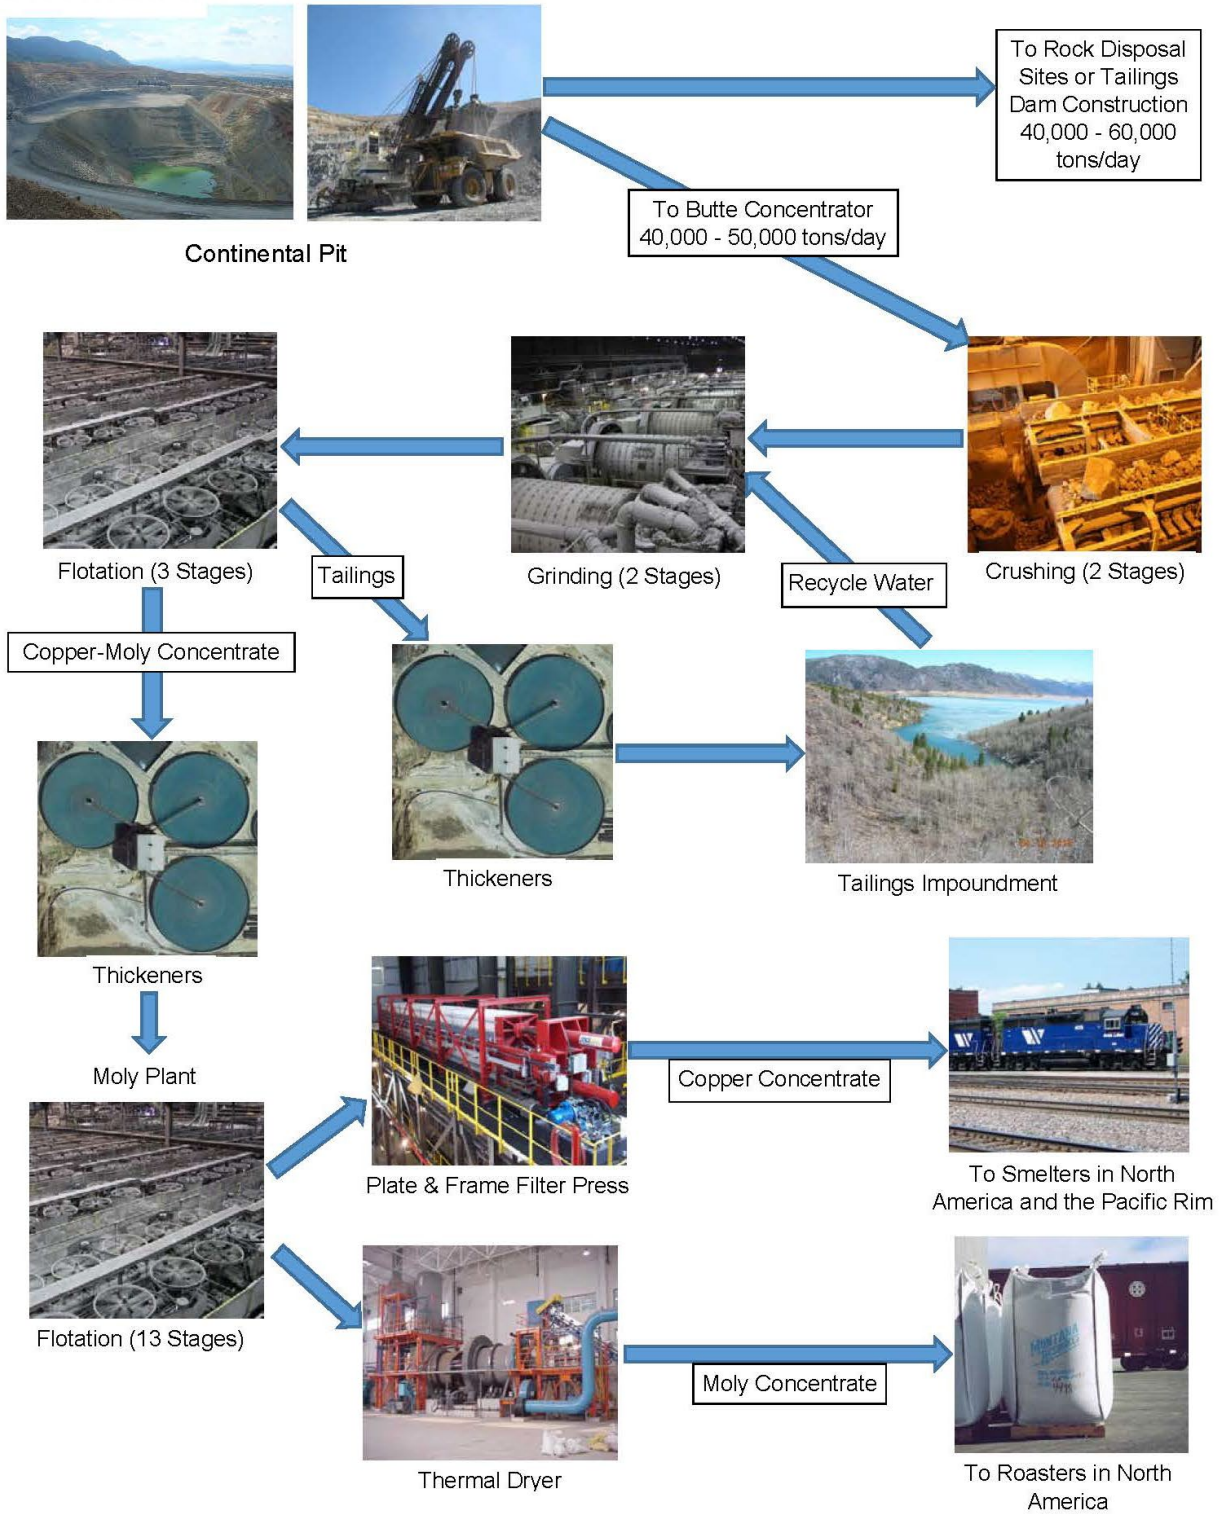 To Rock Disposal
Sites or Tailings
Dam Construction
40,000 - 60,000
tons/day
To Butte Concentrator
40,000 - 50,000 tons/day
Continental Pit
Flotation (3 Stages)
Tailings
Grinding (2 Stages)
Recycle Water
Crushing (2 Stages)
Copper-Moly Concentrate
Thickeners
Tailings Impoundment
Thickeners
Moly Plant
Copper Concentrate
Plate & Frame Filter Press
To Smelters in North
America and the Pacific Rim
Flotation (13 Stages)
MONTANA
Moly Concentrate
Thermal Dryer
To Roasters in North
America